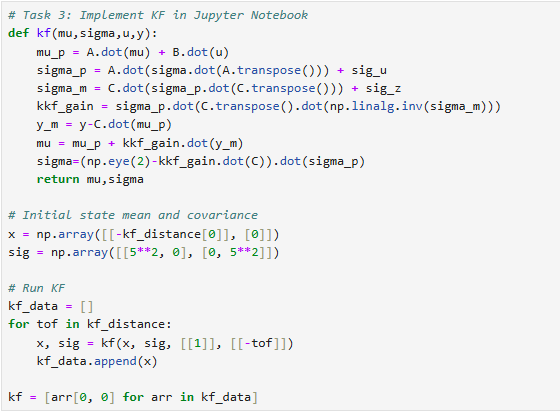 # Task 3: Implement KF in Jupyter Notebook
def kf(mu,sigma,u,y):
    mu_p = A.dot(mu) + B.dot(u)
    sigma_p = A.dot(sigma.dot(A.transpose())) + sig_u
    sigma_m = C.dot(sigma_p.dot(C.transpose())) + sig_z
    kkf_gain = sigma_p.dot(C.transpose().dot(np.linalg.inv(sigma_m)))
    y_m = y-C.dot(mu_p)
    mu = mu_p + kkf_gain.dot(y_m)
    sigma=(np.eye(2)-kkf_gain.dot(C)).dot(sigma_p)
    return mu,sigma

# Initial state mean and covariance
x = np.array([[-kf_distance[0]], [0]])
sig = np.array([[5**2, 0], [0, 5**2]])

# Run KF
kf_data = []
for tof in kf_distance:
    x, sig = kf(x, sig, [[1]], [[-tof]])
    kf_data.append(x)

kf = [arr[0, 0] for arr in kf_data]